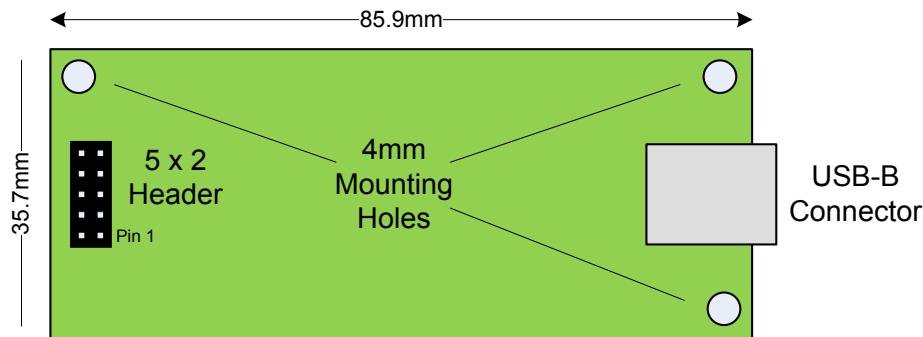 85.9mm
35.7mm
5 x 2
Header
Pin 1
4mm
Mounting
Holes
USB-B
Connector